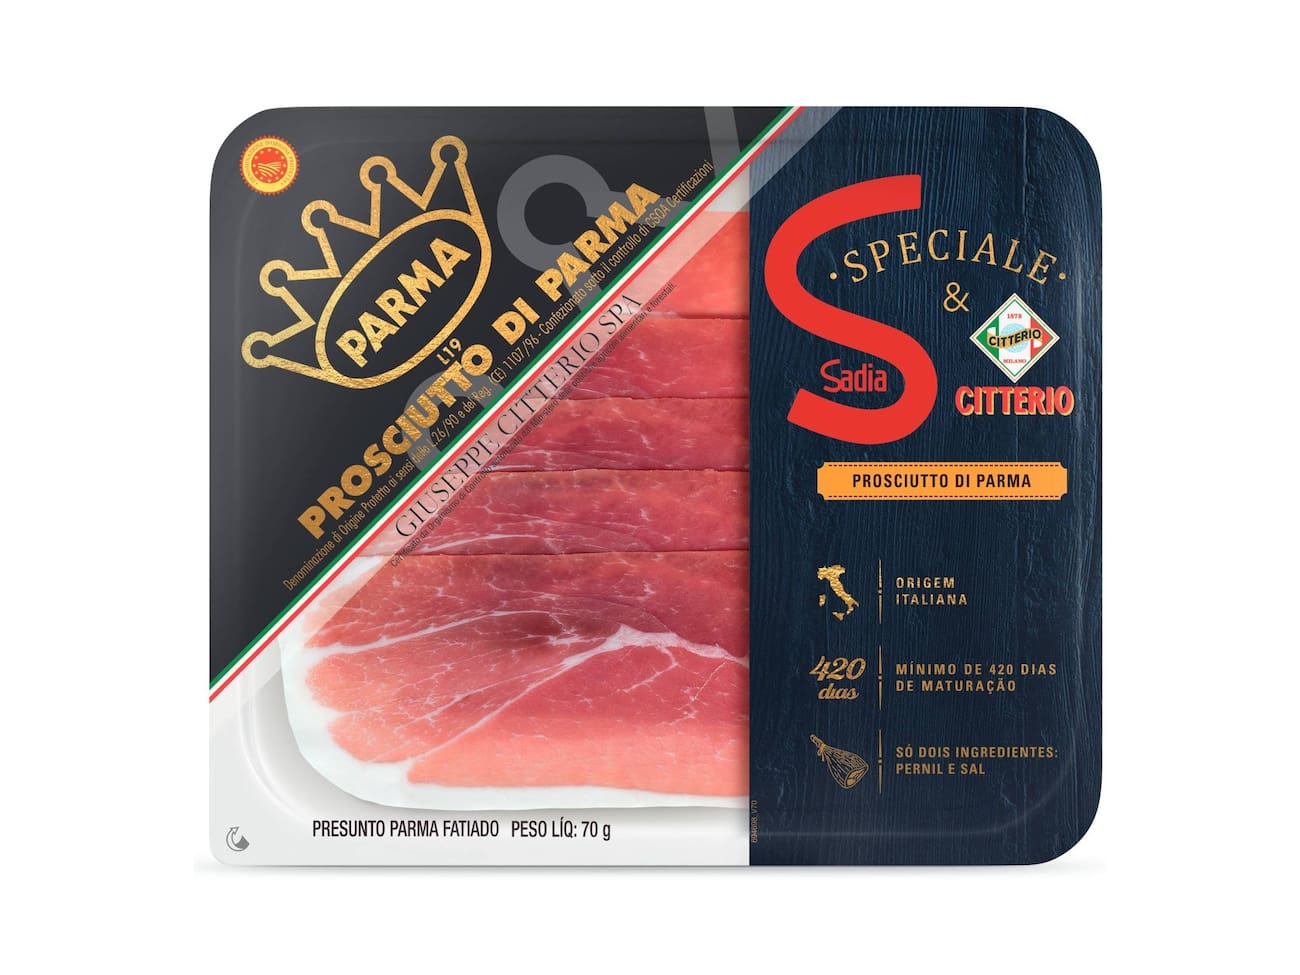 PARMA
L19
PROSCIUTTO DI PARMA
Denominazione di Origine Protetta ai sensi della L.26/90 e del Reg. (CE) 1107/96 - Confezionato sotto il controllo di CSQA Certificazioni
GIUSEPPE CITTERIO SPA
PRESUNTO PARMA FATIADO PESO LÍQ: 70 g
S
Sadia
· SPECIALE ·
&
1878
CITTERIO
MILANO
CITTERIO
PROSCIUTTO DI PARMA
ORIGEM
ITALIANA
420
dias
MÍNIMO DE 420 DIAS
DE MATURAÇÃO
SÓ DOIS INGREDIENTES:
PERNIL E SAL